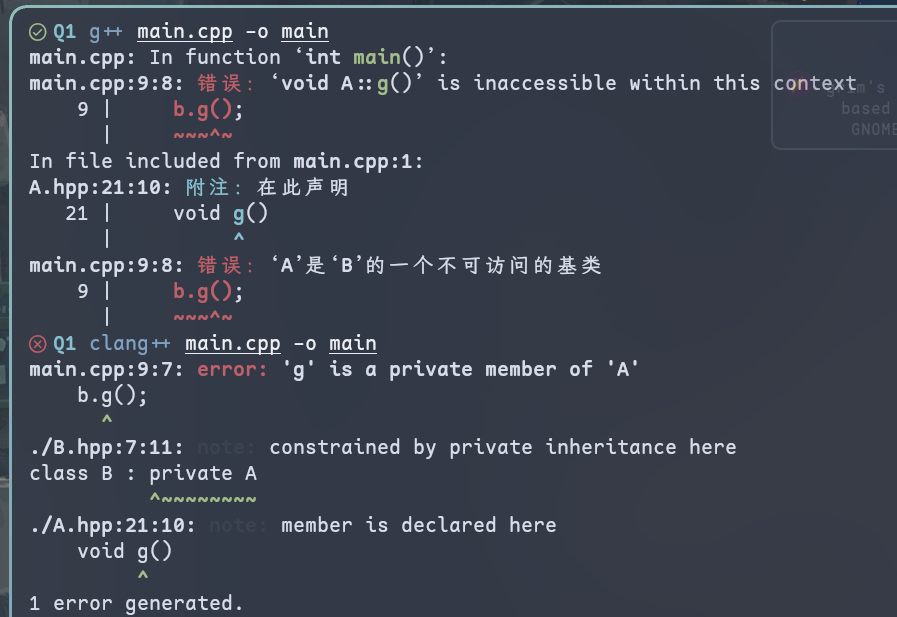 Q1 g++ main.cpp -o main
main.cpp: In function ‘int main()’:
main.cpp:9:8: 错误：‘void A::g()’ is inaccessible within this context
9 | b.g();
| ~~~^~
In file included from main.cpp:1:
A.hpp:21:10: 附注：在此声明
21 | void g()
| ^
main.cpp:9:8: 错误：‘A’是‘B’的一个不可访问的基类
9 | b.g();
| ~~~^~
Q1 clang++ main.cpp -o main
main.cpp:9:7: error: 'g' is a private member of 'A'
b.g();
^
./B.hpp:7:11: note: constrained by private inheritance here
class B : private A
^~~~~~~~~
./A.hpp:21:10: note: member is declared here
void g()
^
1 error generated.
based
GNOME